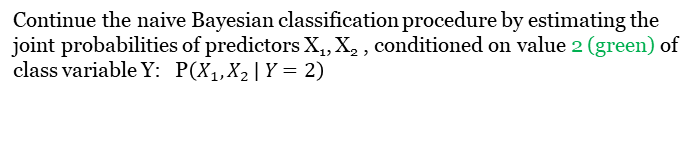 Continue the naive Bayesian classification procedure by estimating the
joint probabilities of predictors X₁, X₂ , conditioned on value 2 (green) of
class variable Y: P(X₁, X₂ | Y = 2)